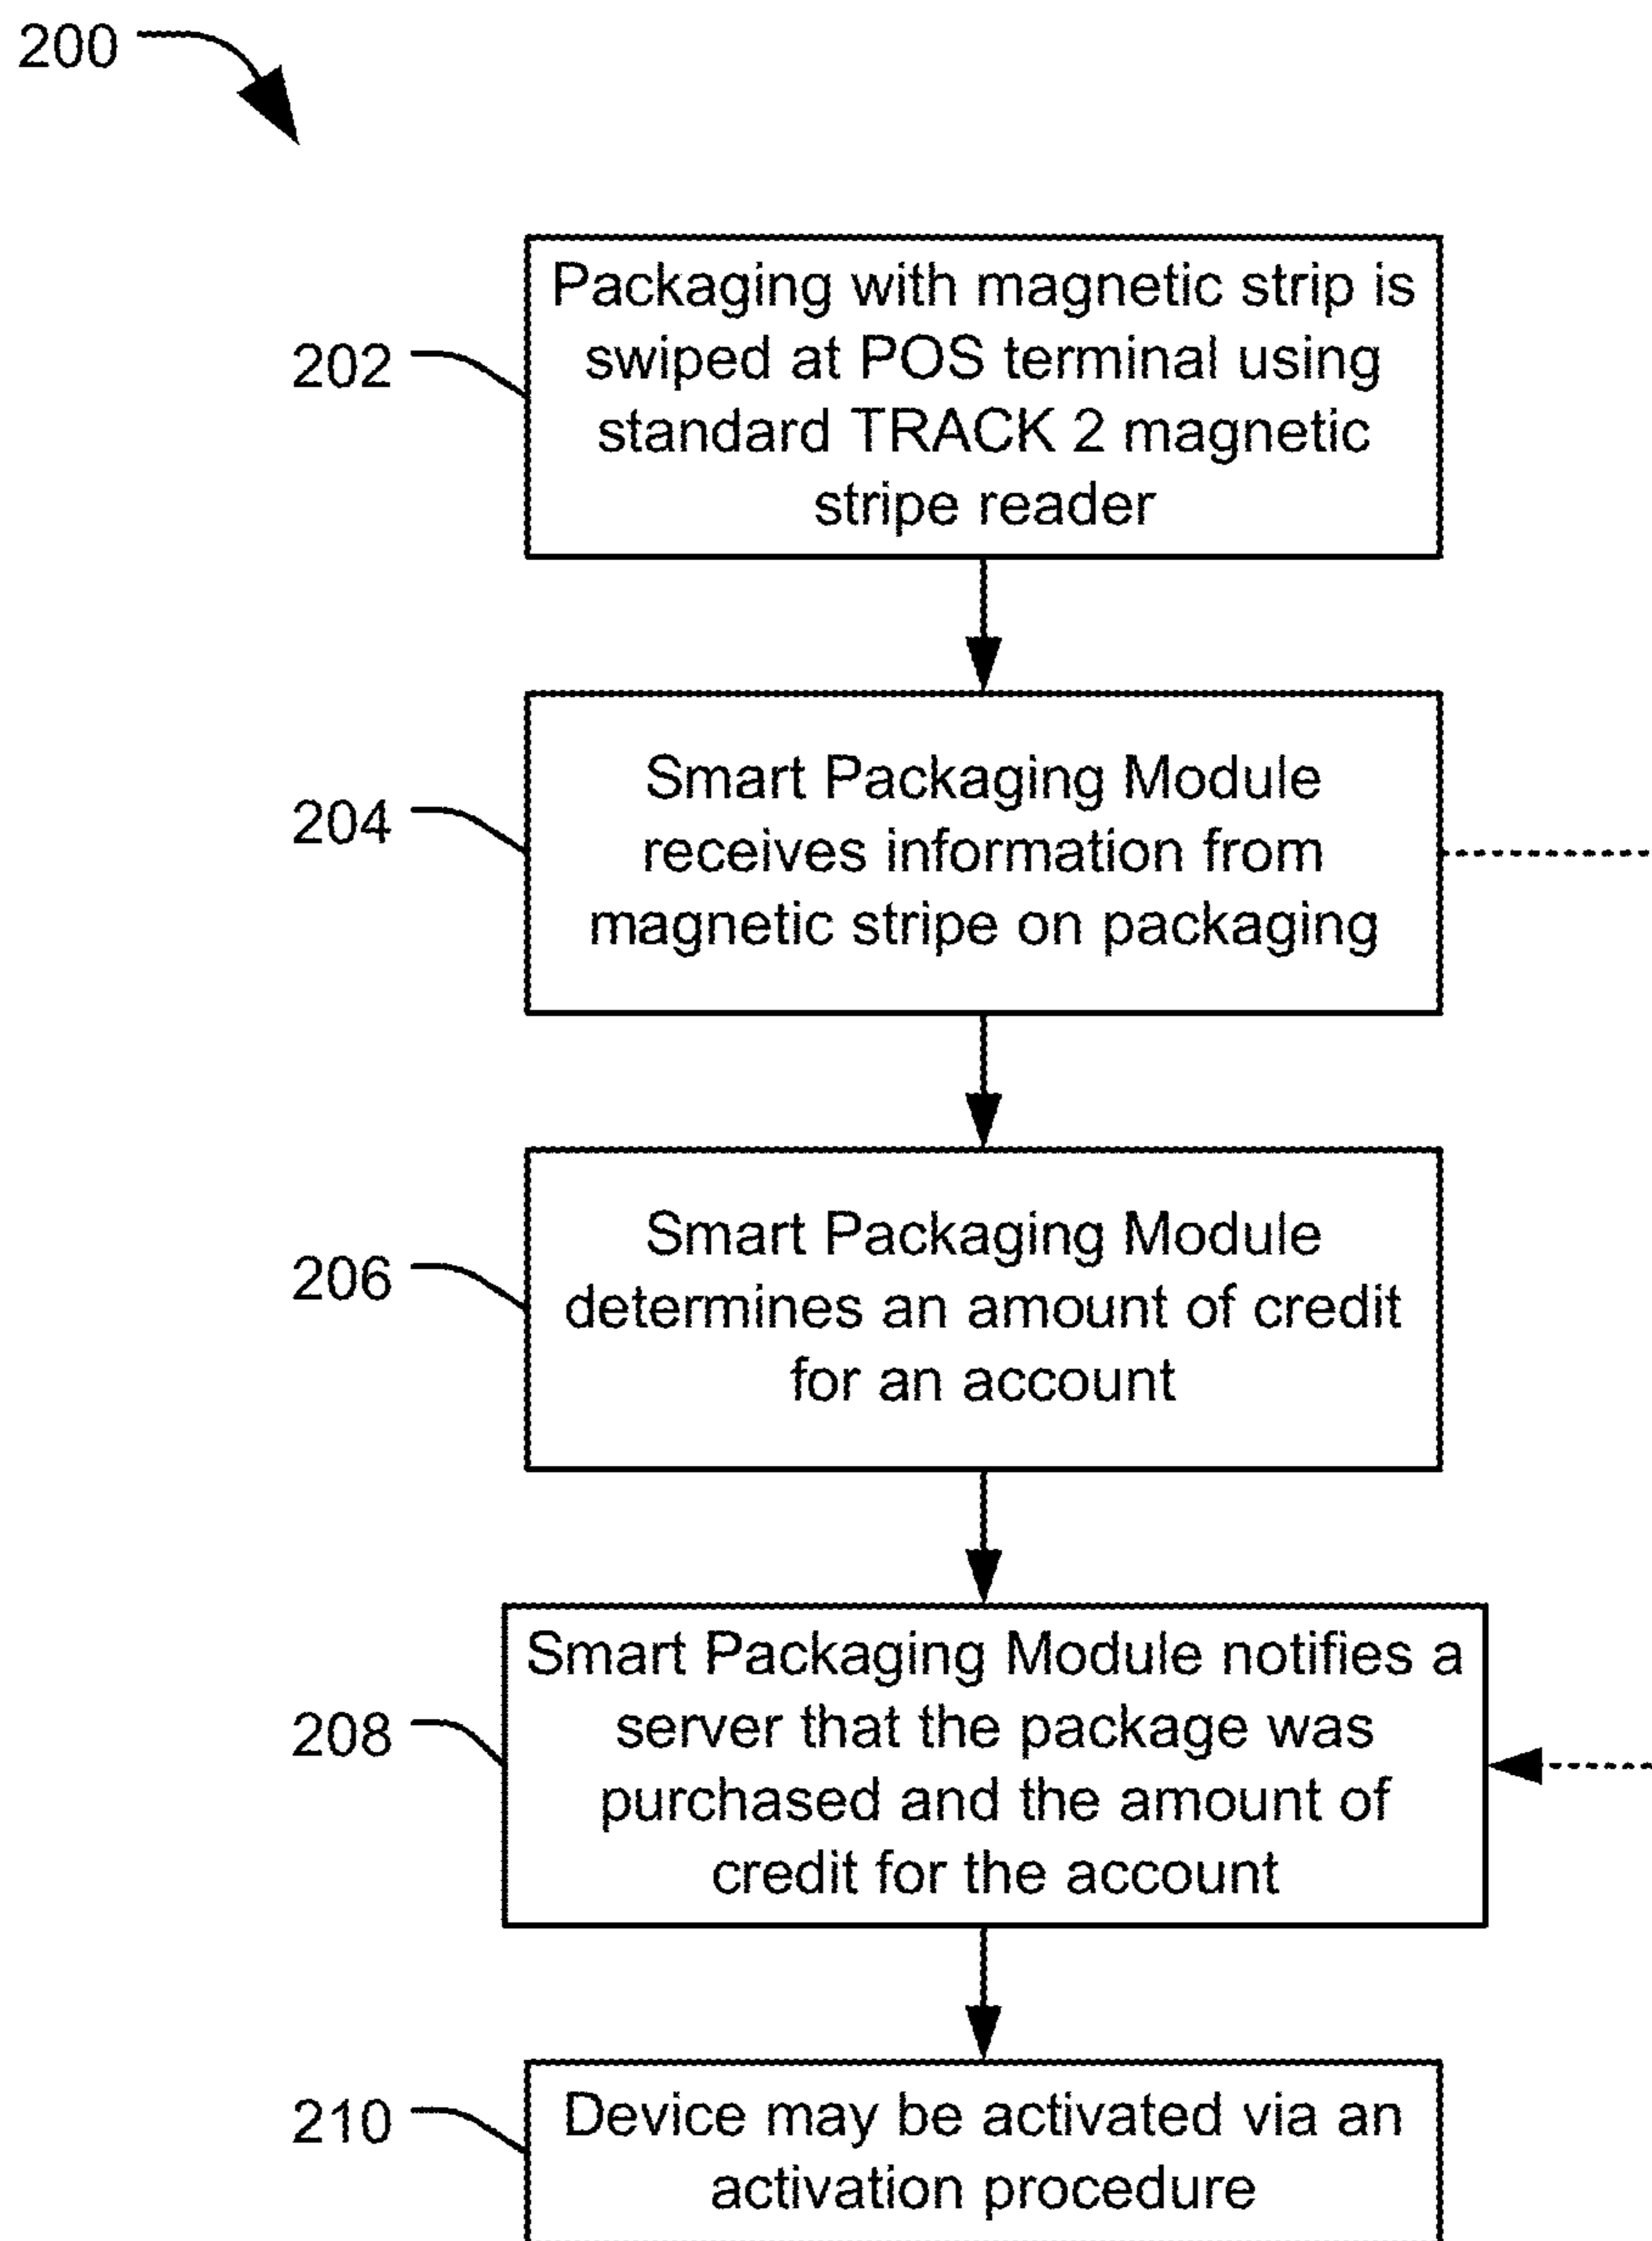 200
202
Packaging with magnetic strip is
swiped at POS terminal using
standard TRACK 2 magnetic
stripe reader
204
Smart Packaging Module
receives information from
magnetic stripe on packaging
206
Smart Packaging Module
determines an amount of credit
for an account
208
Smart Packaging Module notifies a
server that the package was
purchased and the amount of
credit for the account
210
Device may be activated via an
activation procedure